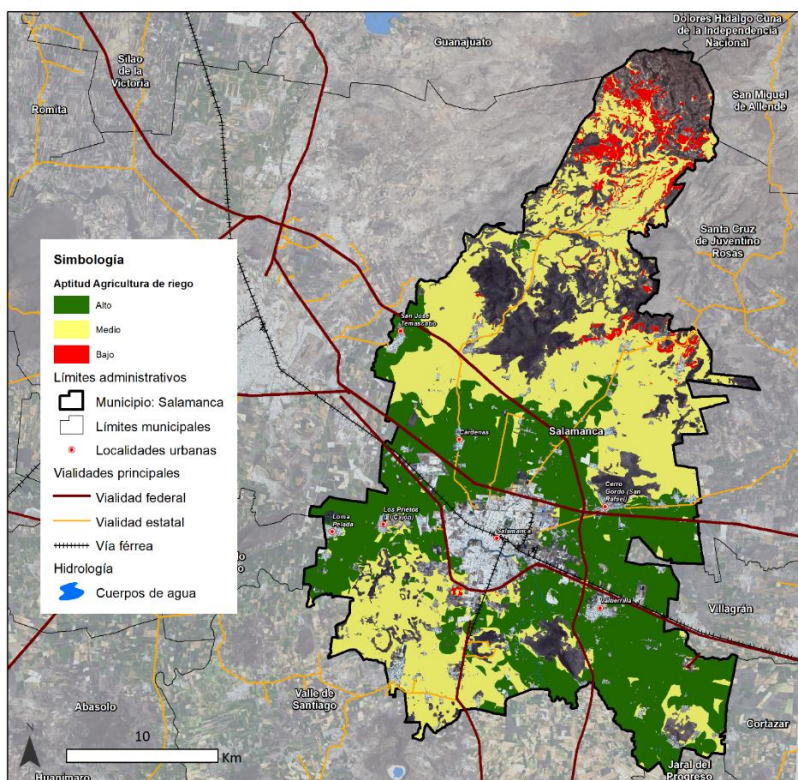 Dolores Hidalgo Cuna
de la Independencia
Nacional
Guanajuato
Silao
de la
Victoria
Romita
San Miguel
de Allende
Santa Cruz
de Juventino
Rosas
Simbología
Aptitud Agricultura de riego
Alto
Medio
Bajo
Límites administrativos
Municipio: Salamanca
Límites municipales
Localidades urbanas
Vialidades principales
Vialidad federal
Vialidad estatal
Vía férrea
Hidrología
Cuerpos de agua
San José
Temascatío
Cárdenas
Salamanca
Cerro
Gordo (San
Rafael)
Loma
Pelada
Los Prietos
Salamanca
Valtierrilla
Villagrán
Valle de
Santiago
Abasolo
Cortazar
Jaral del
Progreso
Huanímaro
N
10
Km